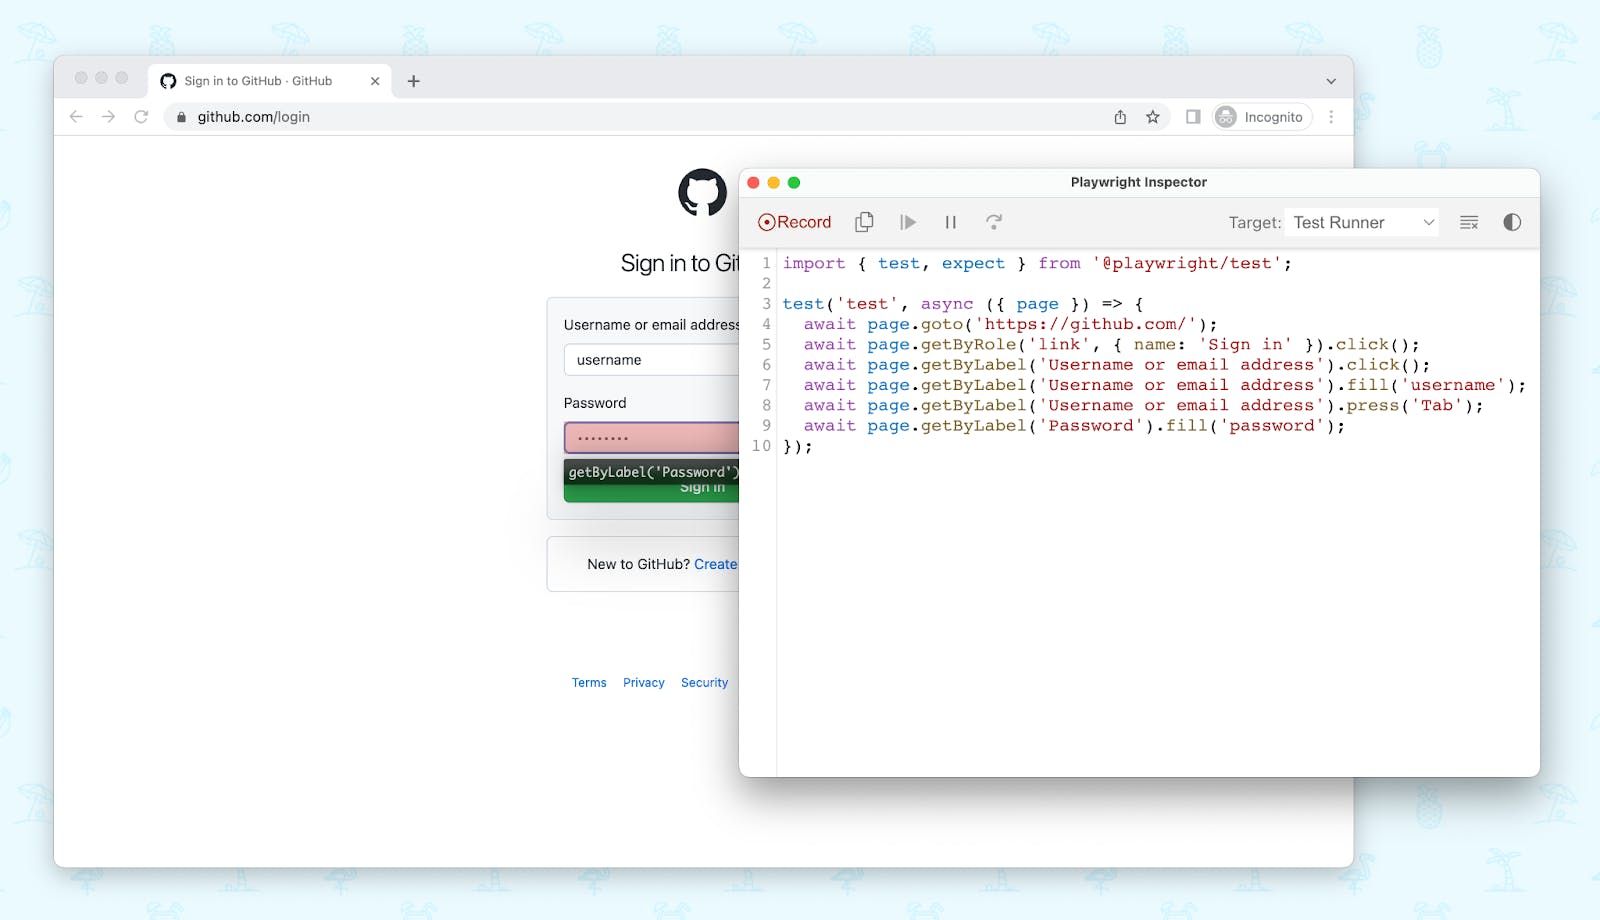 Sign in to GitHub · GitHub
github.com/login
Incognito
Sign in to Git
Username or email address
username
Password
getByLabel('Password')
Sign in
New to GitHub? Create
Terms Privacy Security
Playwright Inspector
Record
Target: Test Runner
1 import { test, expect } from '@playwright/test';
2
3 test('test', async ({ page }) => {
4 await page.goto('https://github.com/');
5 await page.getByRole('link', { name: 'Sign in' }).click();
6 await page.getByLabel('Username or email address').click();
7 await page.getByLabel('Username or email address').fill('username');
8 await page.getByLabel('Username or email address').press('Tab');
9 await page.getByLabel('Password').fill('password');
10 });